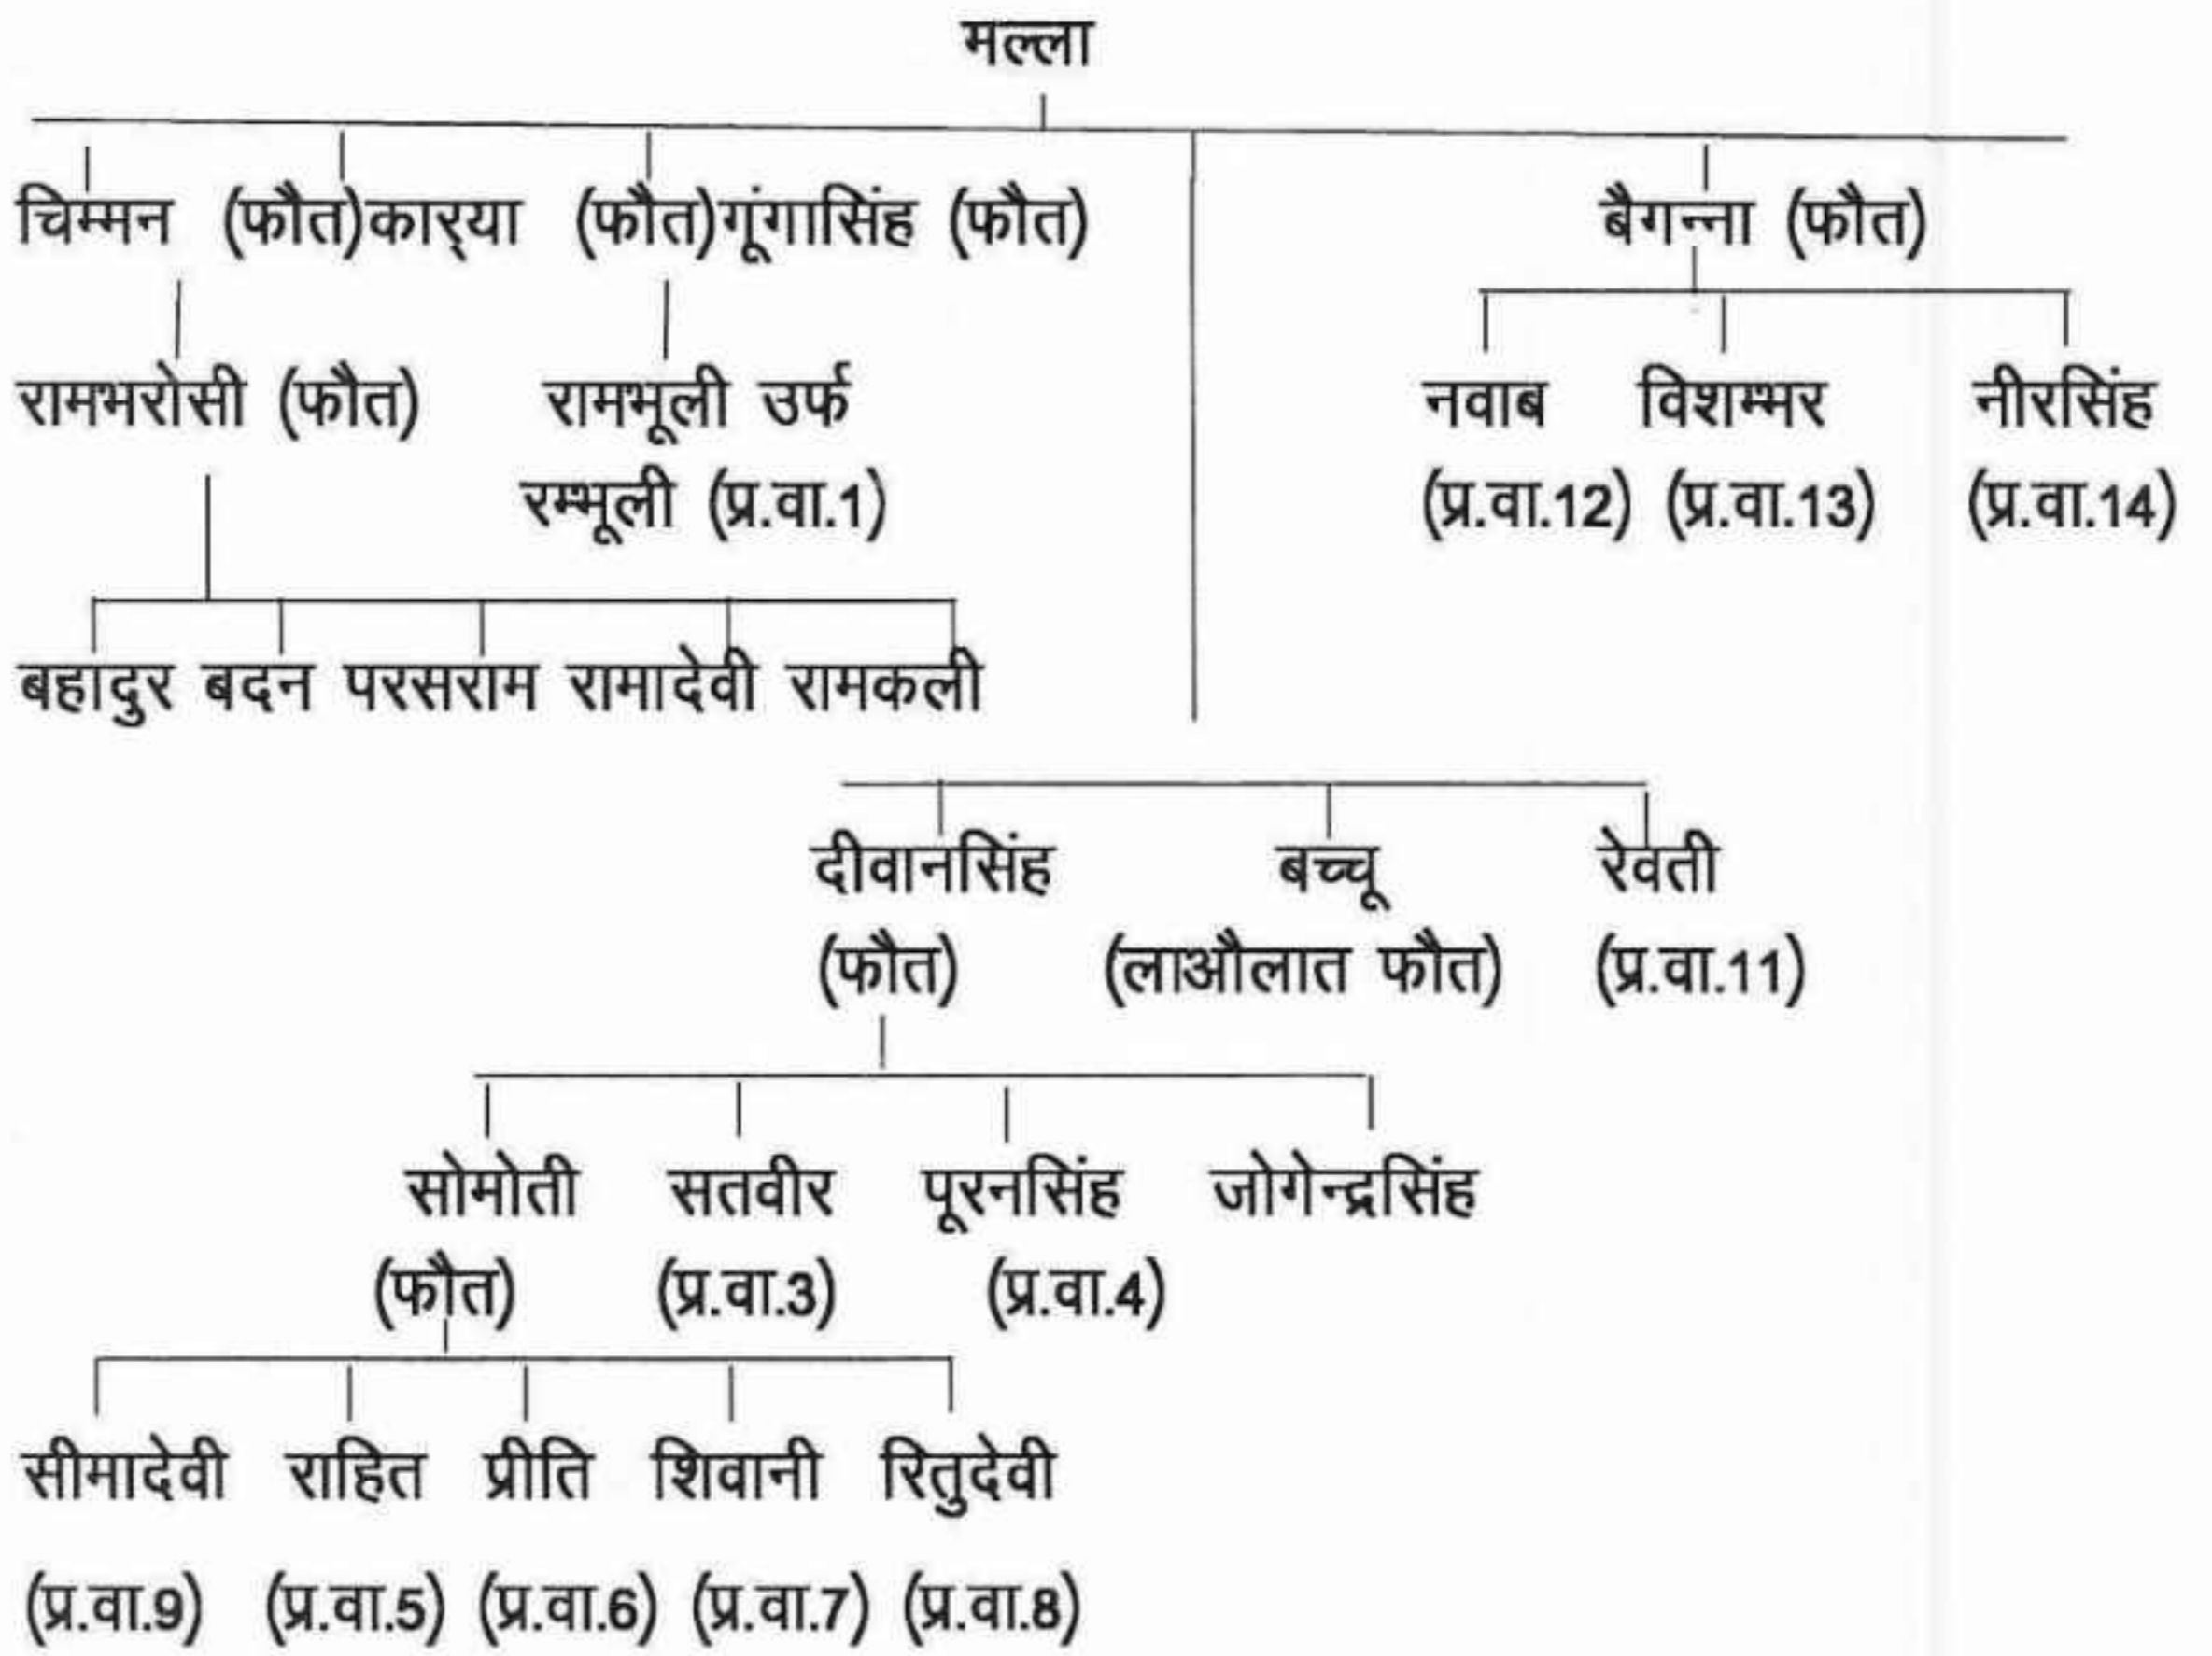 मल्ला
चिम्मन (फौत)कार्‍या (फौत)गूंगासिंह (फौत) बैगन्ना (फौत)
रामभरोसी (फौत) रामभूली उर्फ नवाब विशम्भर नीरसिंह
रम्भूली (प्र.वा.1) (प्र.वा.12) (प्र.वा.13) (प्र.वा.14)
बहादुर बदन परसराम रामादेवी रामकली
दीवानसिंह बच्चू रेवती
(फौत) (लाऔलात फौत) (प्र.वा.11)
सोमोती सतवीर पूरनसिंह जोगेन्द्रसिंह
(फौत) (प्र.वा.3) (प्र.वा.4)
सीमादेवी राहित प्रीति शिवानी रितुदेवी
(प्र.वा.9) (प्र.वा.5) (प्र.वा.6) (प्र.वा.7) (प्र.वा.8)